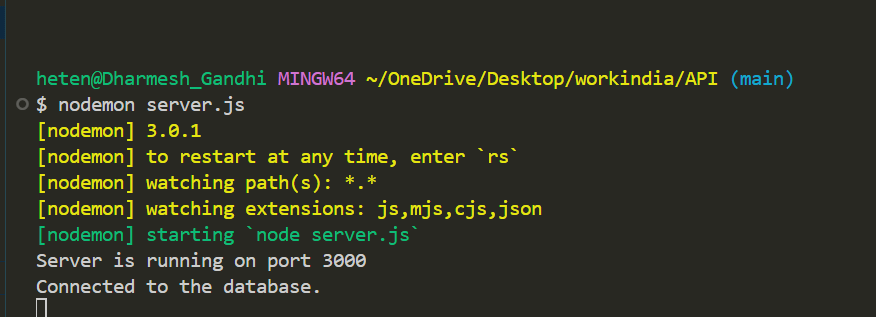 heten@Dharmesh_Gandhi MINGW64 ~/OneDrive/Desktop/workindia/API (main)
$ nodemon server.js
[nodemon] 3.0.1
[nodemon] to restart at any time, enter `rs`
[nodemon] watching path(s): *.*
[nodemon] watching extensions: js,mjs,cjs,json
[nodemon] starting `node server.js`
Server is running on port 3000
Connected to the database.